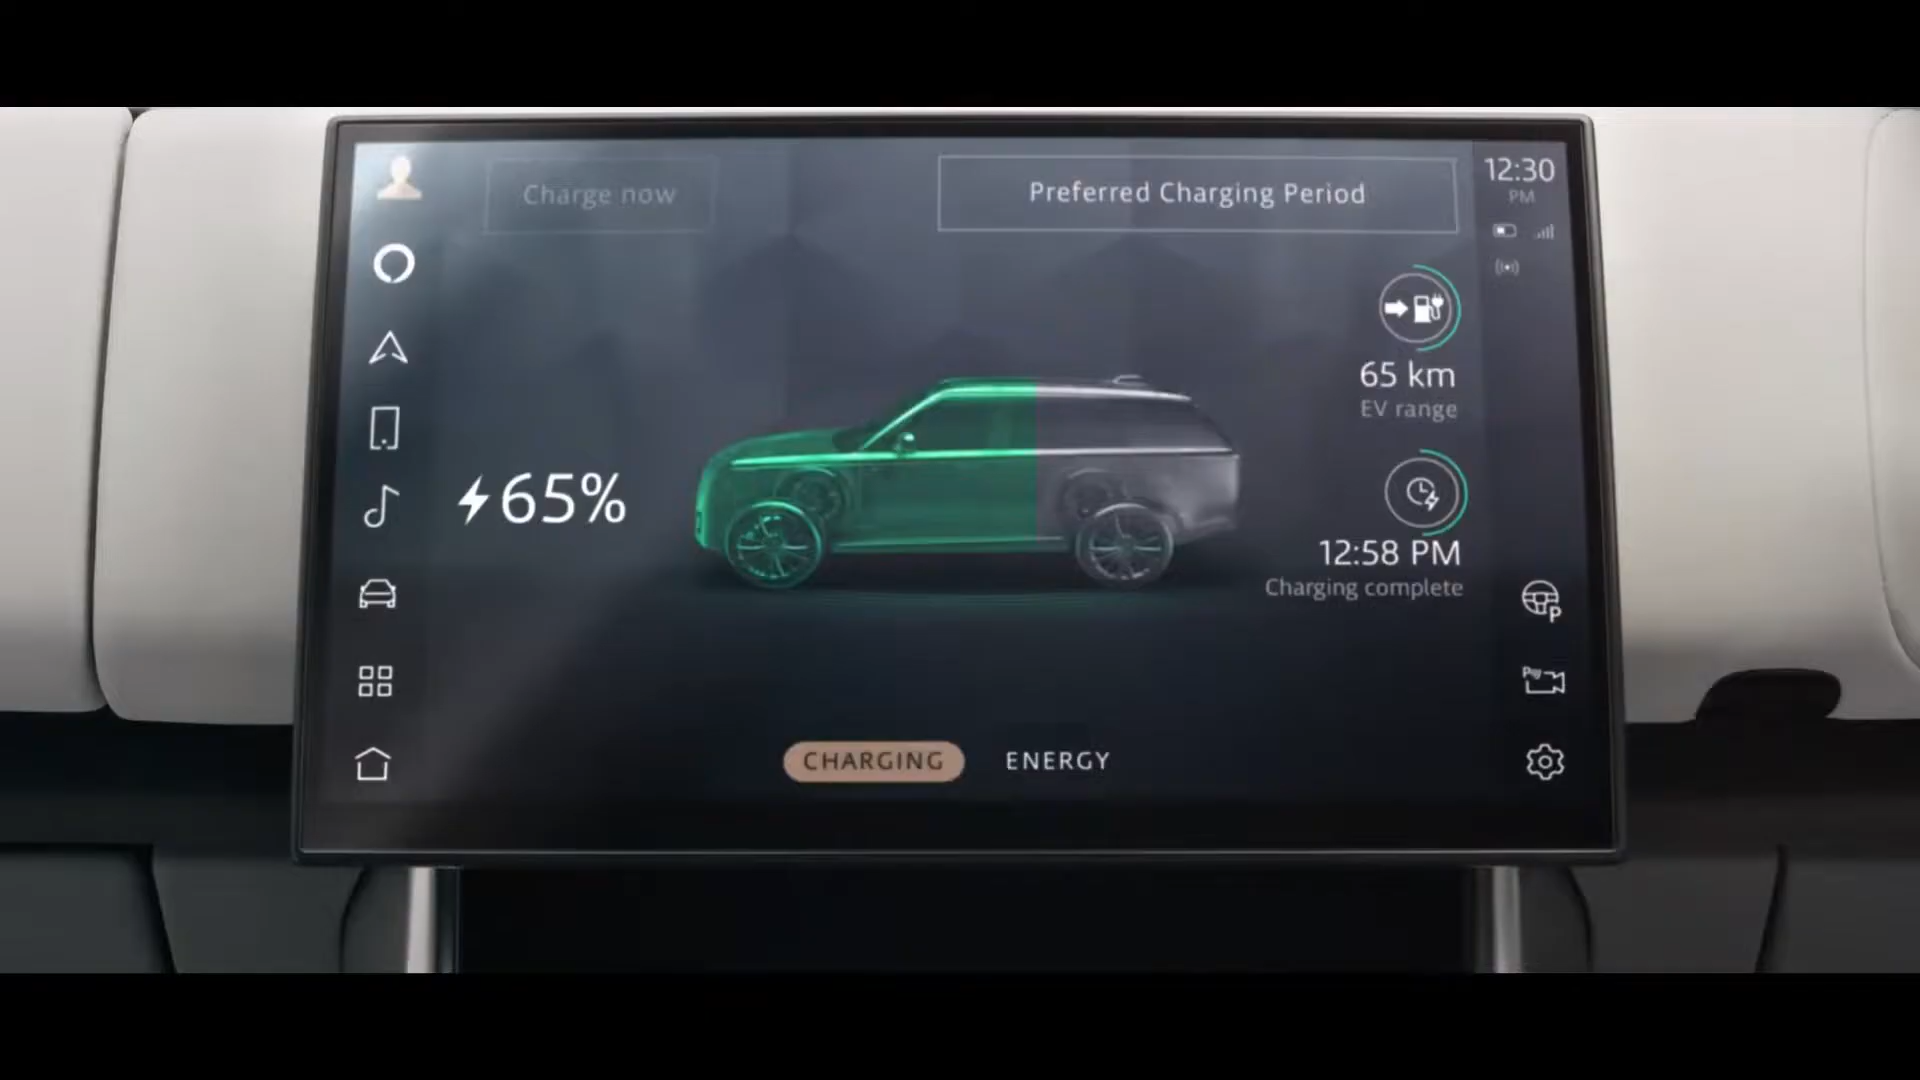 Charge now
Preferred Charging Period
12:30
PM
65 km
EV range
65%
12:58 PM
Charging complete
P
CHARGING
ENERGY